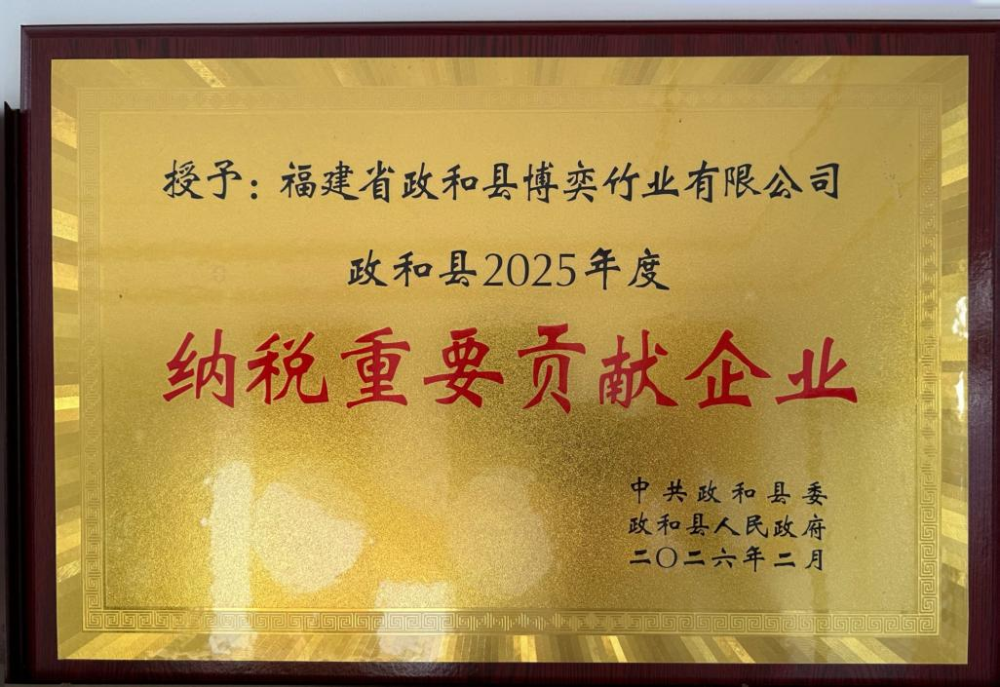 授予：福建省政和县博奕竹业有限公司
政和县2025年度
纳税重要贡献企业
中共政和县委
政和县人民政府
二〇二六年二月